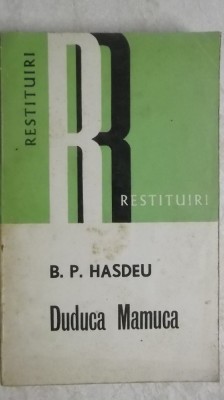 RESTITUIRI
R
RESTITUIRI
B. P. HASDEU
Duduca Mamuca